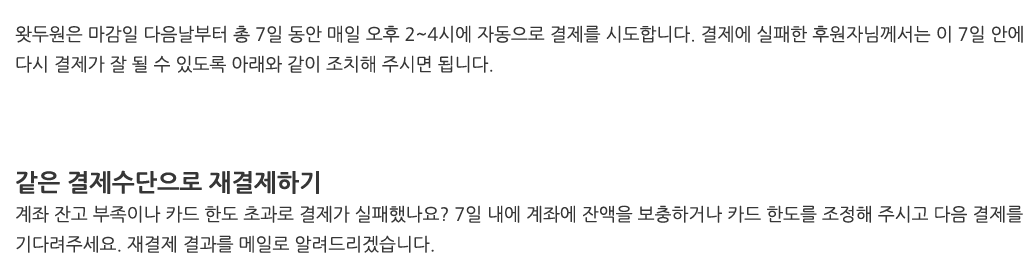 왓두원은 마감일 다음날부터 총 7일 동안 매일 오후 2~4시에 자동으로 결제를 시도합니다. 결제에 실패한 후원자님께서는 이 7일 안에
다시 결제가 잘 될 수 있도록 아래와 같이 조치해 주시면 됩니다.
같은 결제수단으로 재결제하기
계좌 잔고 부족이나 카드 한도 초과로 결제가 실패했나요? 7일 내에 계좌에 잔액을 보충하거나 카드 한도를 조정해 주시고 다음 결제를
기다려주세요. 재결제 결과를 메일로 알려드리겠습니다.